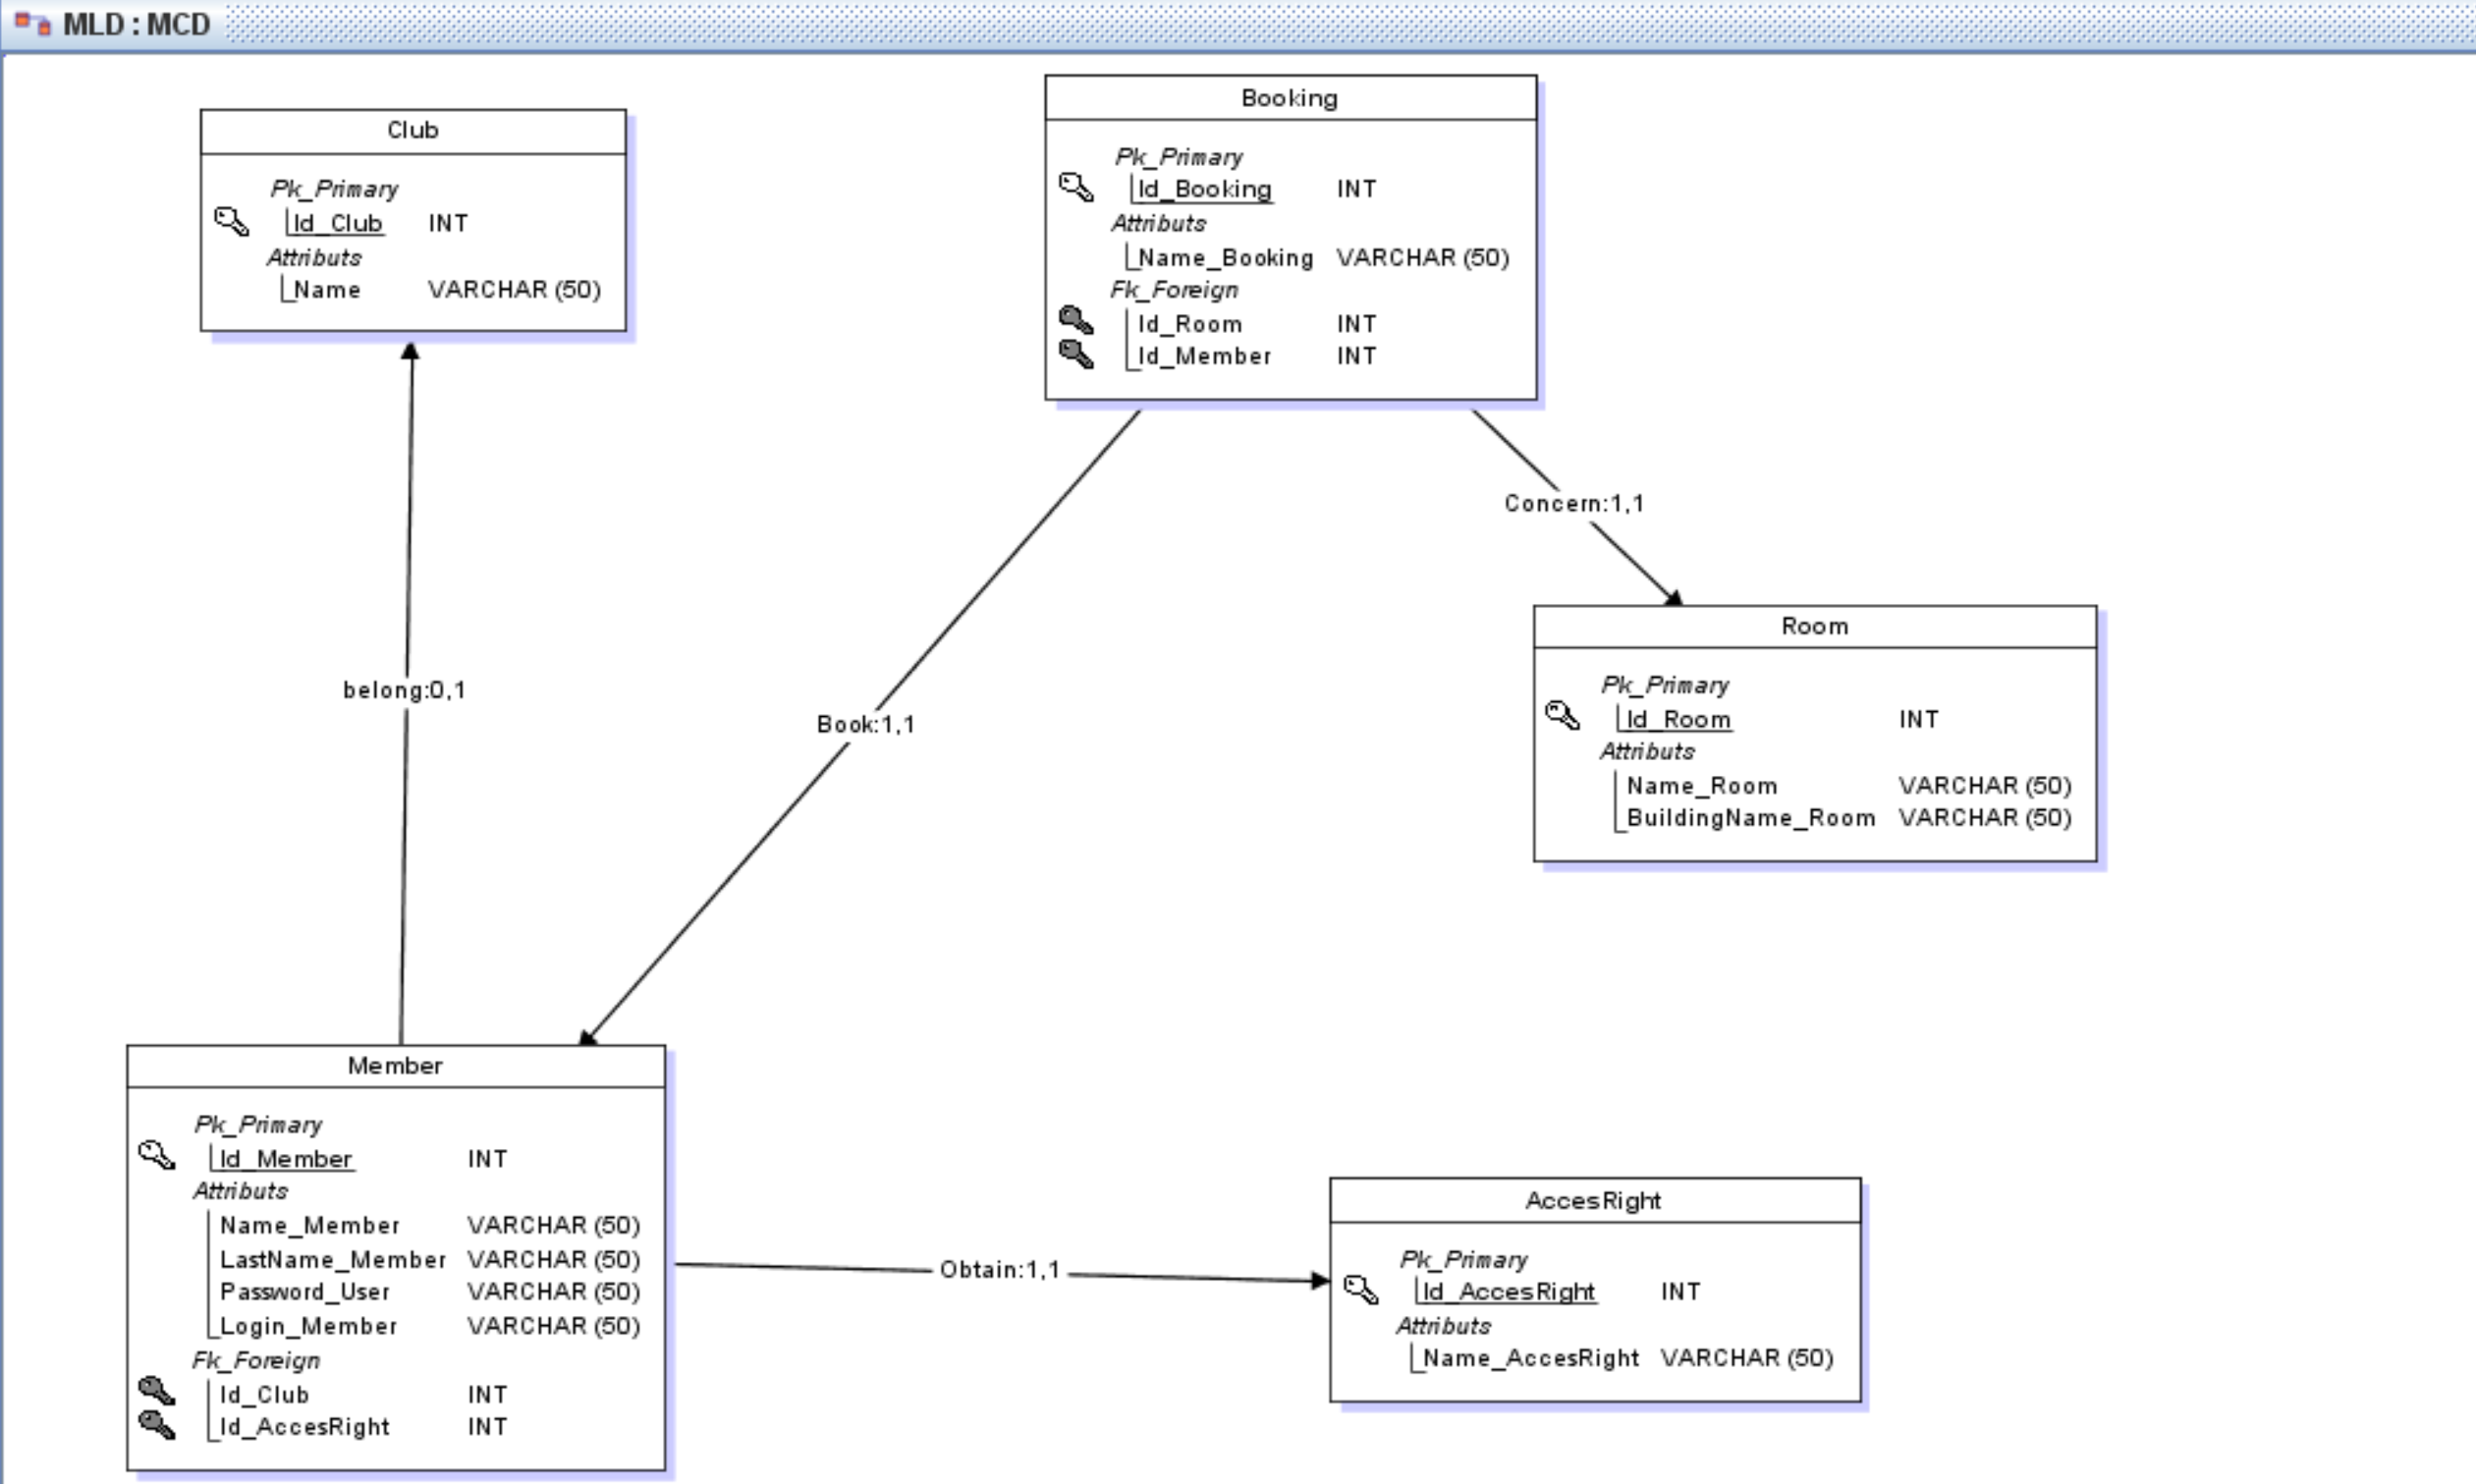 MLD : MCD
Club
Pk_Primary
Id_Club INT
Attributs
Name VARCHAR (50)
Booking
Pk_Primary
Id_Booking INT
Attributs
Name_Booking VARCHAR (50)
Fk_Foreign
Id_Room INT
Id_Member INT
Concern:1,1
belong:0,1
Book:1,1
Room
Pk_Primary
Id_Room INT
Attributs
Name_Room VARCHAR (50)
BuildingName_Room VARCHAR (50)
Member
Pk_Primary
Id_Member INT
Attributs
Name_Member VARCHAR (50)
LastName_Member VARCHAR (50)
Password_User VARCHAR (50)
Login_Member VARCHAR (50)
Fk_Foreign
Id_Club INT
Id_AccesRight INT
Obtain:1,1
AccesRight
Pk_Primary
Id_AccesRight INT
Attributs
Name_AccesRight VARCHAR (50)